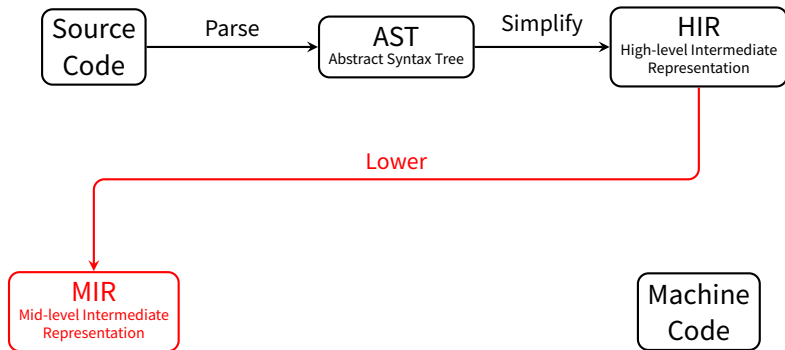 Source
Code
Parse
AST
Abstract Syntax Tree
Simplify
HIR
High-level Intermediate
Representation
Lower
MIR
Mid-level Intermediate
Representation
Machine
Code